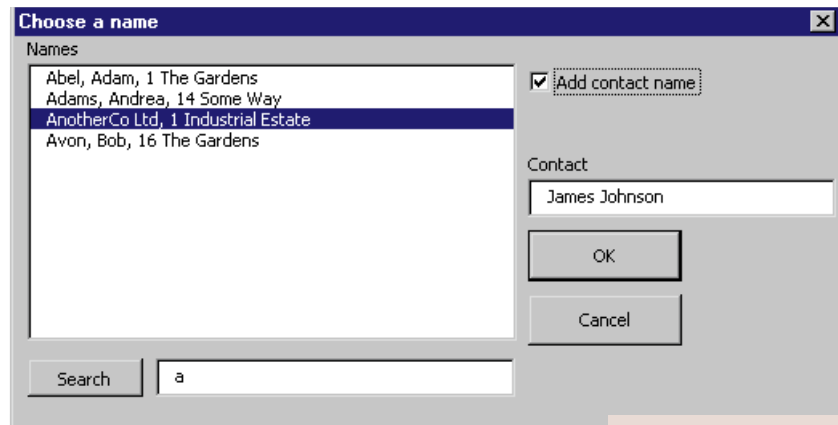 Choose a name
Names
Abel, Adam, 1 The Gardens
Adams, Andrea, 14 Some Way
AnotherCo Ltd, 1 Industrial Estate
Avon, Bob, 16 The Gardens
Add contact name
Contact
James Johnson
OK
Cancel
Search
a